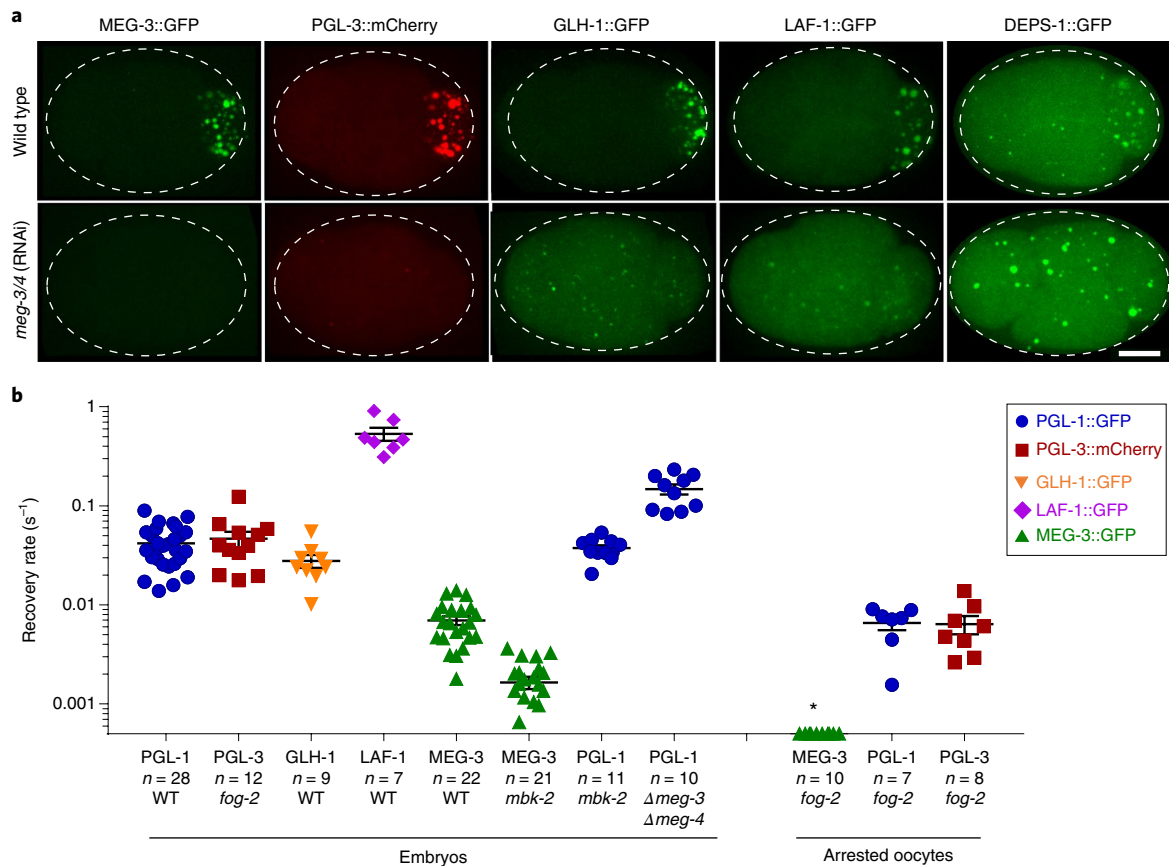 a
MEG-3::GFP PGL-3::mCherry GLH-1::GFP LAF-1::GFP DEPS-1::GFP
Wild type
meg-3/4 (RNAi)
b
Recovery rate (s⁻¹)
1
0.1
0.01
0.001
*
PGL-1::GFP
PGL-3::mCherry
GLH-1::GFP
LAF-1::GFP
MEG-3::GFP
PGL-1 PGL-3 GLH-1 LAF-1 MEG-3 MEG-3 PGL-1 PGL-1 MEG-3 PGL-1 PGL-3
n = 28 n = 12 n = 9 n = 7 n = 22 n = 21 n = 11 n = 10 n = 10 n = 7 n = 8
WT fog-2 WT WT WT mbk-2 mbk-2 Δmeg-3 fog-2 fog-2 fog-2
Δmeg-4
Embryos Arrested oocytes